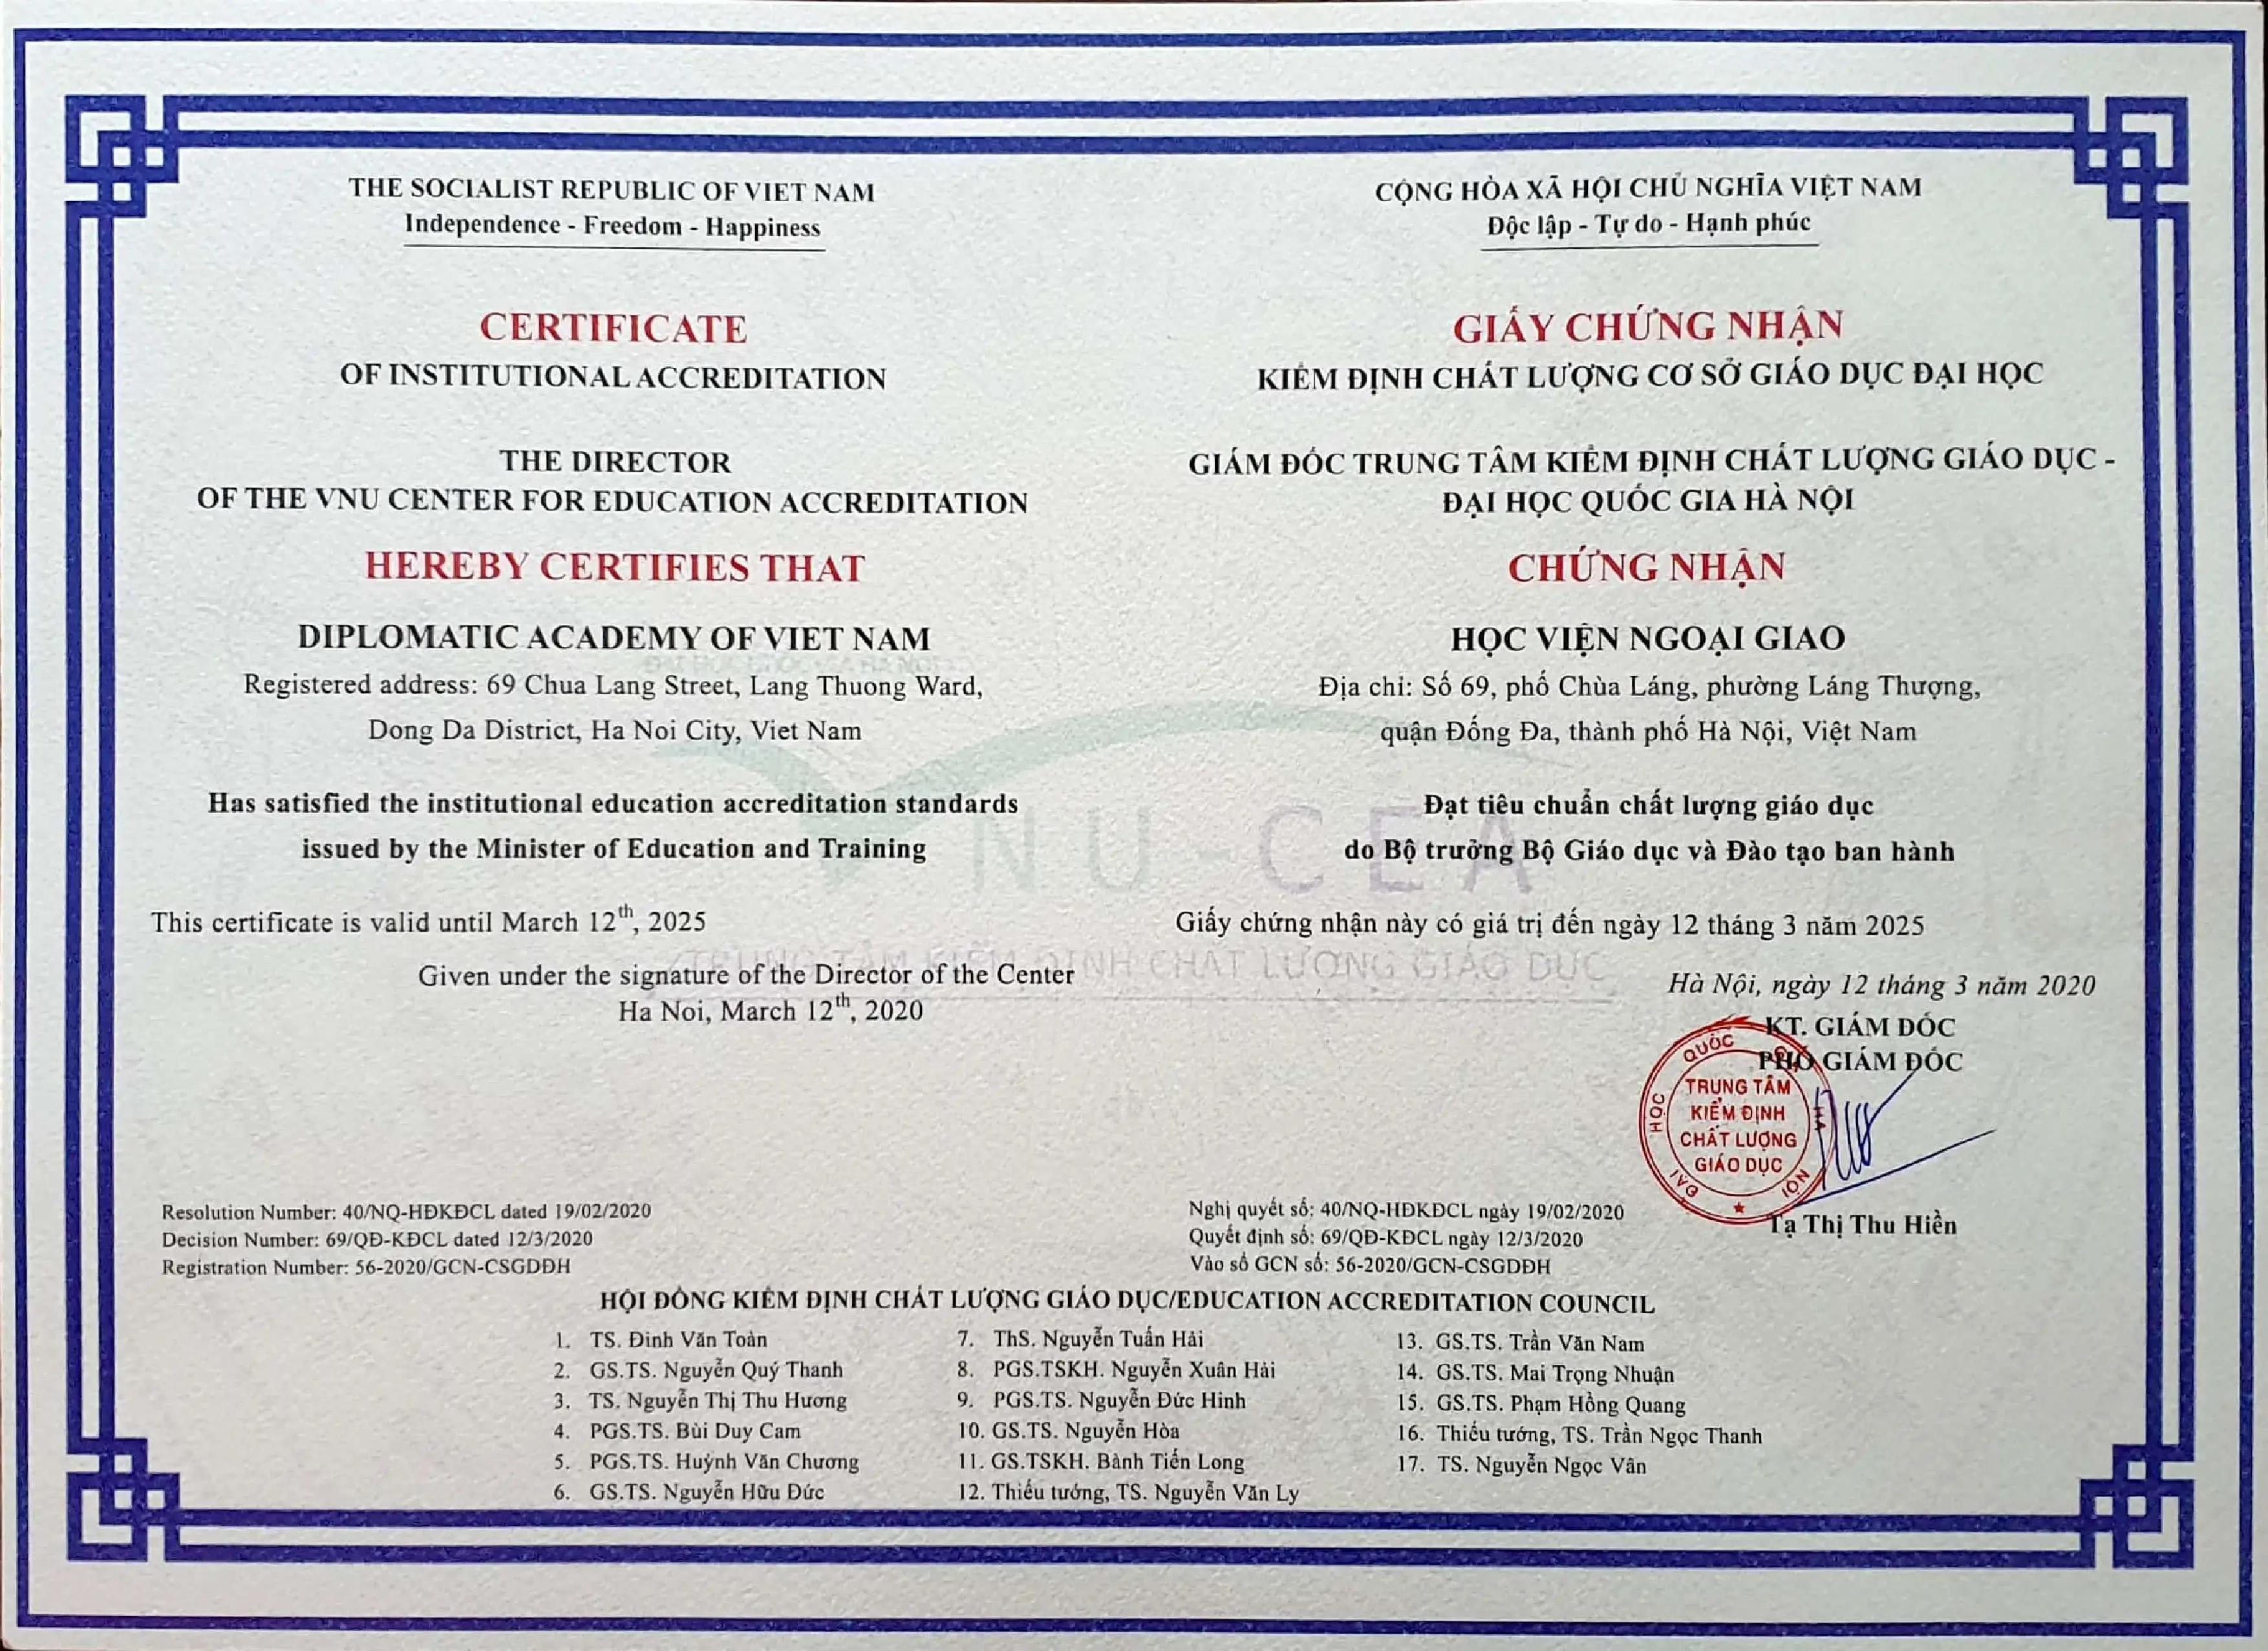 THE SOCIALIST REPUBLIC OF VIET NAM
Independence - Freedom - Happiness
CERTIFICATE
OF INSTITUTIONAL ACCREDITATION
THE DIRECTOR
OF THE VNU CENTER FOR EDUCATION ACCREDITATION
HEREBY CERTIFIES THAT
DIPLOMATIC ACADEMY OF VIET NAM
Registered address: 69 Chua Lang Street, Lang Thuong Ward,
Dong Da District, Ha Noi City, Viet Nam
Has satisfied the institutional education accreditation standards
issued by the Minister of Education and Training
This certificate is valid until March 12th, 2025
Given under the signature of the Director of the Center
Ha Noi, March 12th, 2020
Resolution Number: 40/NQ-HĐKĐCL dated 19/02/2020
Decision Number: 69/QĐ-KĐCL dated 12/3/2020
Registration Number: 56-2020/GCN-CSGDĐH
CỘNG HÒA XÃ HỘI CHỦ NGHĨA VIỆT NAM
Độc lập - Tự do - Hạnh phúc
GIẤY CHỨNG NHẬN
KIỂM ĐỊNH CHẤT LƯỢNG CƠ SỞ GIÁO DỤC ĐẠI HỌC
GIÁM ĐỐC TRUNG TÂM KIỂM ĐỊNH CHẤT LƯỢNG GIÁO DỤC -
ĐẠI HỌC QUỐC GIA HÀ NỘI
CHỨNG NHẬN
HỌC VIỆN NGOẠI GIAO
Địa chỉ: Số 69, phố Chùa Láng, phường Láng Thượng,
quận Đống Đa, thành phố Hà Nội, Việt Nam
Đạt tiêu chuẩn chất lượng giáo dục
do Bộ trưởng Bộ Giáo dục và Đào tạo ban hành
Giấy chứng nhận này có giá trị đến ngày 12 tháng 3 năm 2025
Hà Nội, ngày 12 tháng 3 năm 2020
KT. GIÁM ĐỐC
PHÓ GIÁM ĐỐC
ĐẠI HỌC QUỐC HÀ NỘI
TRUNG TÂM
KIỂM ĐỊNH
CHẤT LƯỢNG
GIÁO DỤC
Tạ Thị Thu Hiền
Nghị quyết số: 40/NQ-HĐKĐCL ngày 19/02/2020
Quyết định số: 69/QĐ-KĐCL ngày 12/3/2020
Vào sổ GCN số: 56-2020/GCN-CSGDĐH
VNU-CEA
TRUNG TÂM KIỂM ĐỊNH CHẤT LƯỢNG GIÁO DỤC
HỘI ĐỒNG KIỂM ĐỊNH CHẤT LƯỢNG GIÁO DỤC/EDUCATION ACCREDITATION COUNCIL
1. TS. Đinh Văn Toàn
2. GS.TS. Nguyễn Quý Thanh
3. TS. Nguyễn Thị Thu Hương
4. PGS.TS. Bùi Duy Cam
5. PGS.TS. Huỳnh Văn Chương
6. GS.TS. Nguyễn Hữu Đức
7. ThS. Nguyễn Tuấn Hải
8. PGS.TSKH. Nguyễn Xuân Hải
9. PGS.TS. Nguyễn Đức Hinh
10. GS.TS. Nguyễn Hòa
11. GS.TSKH. Bành Tiến Long
12. Thiếu tướng, TS. Nguyễn Văn Ly
13. GS.TS. Trần Văn Nam
14. GS.TS. Mai Trọng Nhuận
15. GS.TS. Phạm Hồng Quang
16. Thiếu tướng, TS. Trần Ngọc Thanh
17. TS. Nguyễn Ngọc Vân